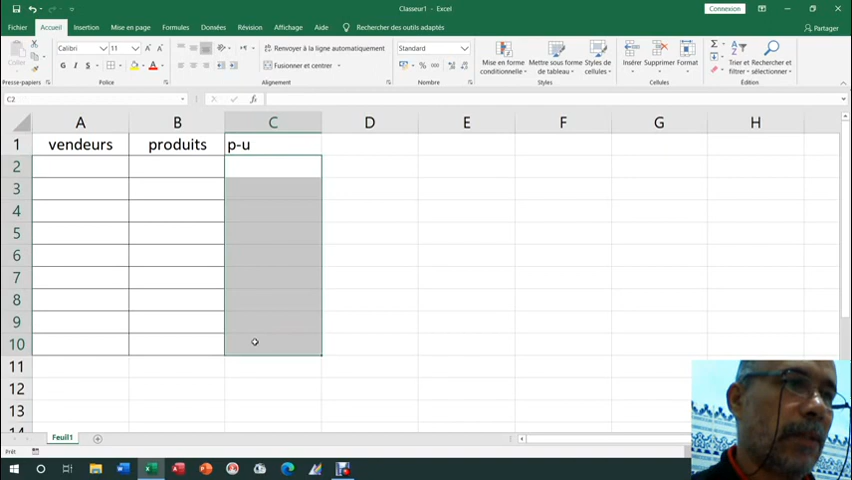 Classeur1 - Excel
Connexion
Fichier Accueil Insertion Mise en page Formules Données Révision Affichage Aide Rechercher des outils adaptés Partager
Calibri 11 A A Renvoyer à la ligne automatiquement Standard
Coller G I S Fusionner et centrer % 000 Mise en forme conditionnelle Mettre sous forme de tableau Styles de cellules Insérer Supprimer Format Trier et filtrer Rechercher et sélectionner
Presse-papiers Police Alignement Nombre Styles Cellules Édition
C2 fx
A B C D E F G H
1 vendeurs produits p-u
2
3
4
5
6
7
8
9
10
11
12
13
14
Feuil1
Prêt